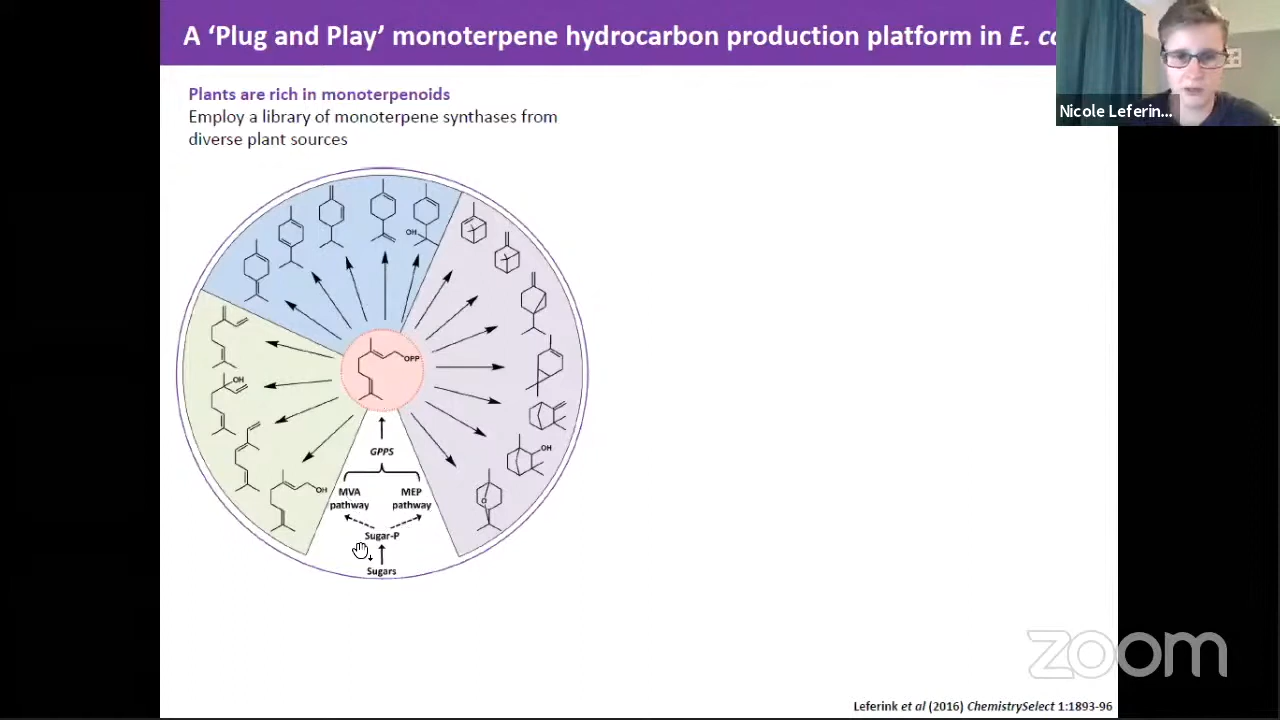 A ‘Plug and Play’ monoterpene hydrocarbon production platform in E. co
Nicole Leferin...
Plants are rich in monoterpenoids
Employ a library of monoterpene synthases from
diverse plant sources
OH
OPP
OH
OH
OH
O
GPPS
MVA
pathway
MEP
pathway
Sugar-P
Sugars
zoom
Leferink et al (2016) ChemistrySelect 1:1893-96